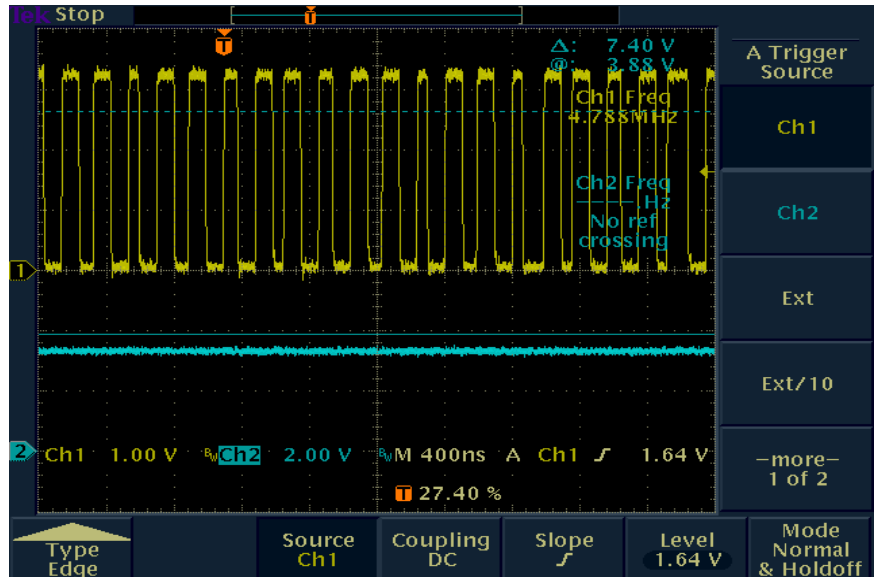 Tek Stop
T
T
Δ: 7.40 V
@: 3.88 V
Ch1 Freq
4.788MHz
Ch2 Freq
Hz
No ref
crossing
1
2
Ch1 1.00 V BW Ch2 2.00 V BW M 400ns A Ch1 1.64 V
T 27.40 %
A Trigger
Source
Ch1
Ch2
Ext
Ext/10
–more–
1 of 2
Type
Edge
Source
Ch1
Coupling
DC
Slope
Level
1.64 V
Mode
Normal
& Holdoff